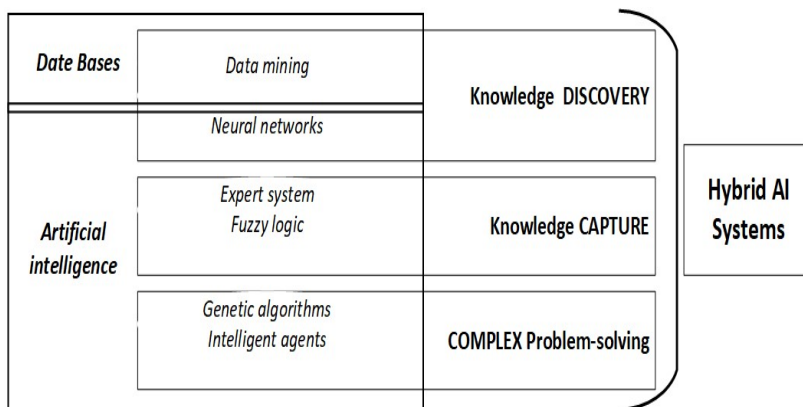 Date Bases
Data mining
Neural networks
Knowledge DISCOVERY
Artificial
intelligence
Expert system
Fuzzy logic
Knowledge CAPTURE
Genetic algorithms
Intelligent agents
COMPLEX Problem-solving
Hybrid AI
Systems